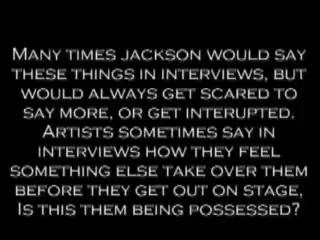 Many times jackson would say
these things in interviews, but
would always get scared to
say more, or get interupted.
Artists sometimes say in
interviews how they feel
something else take over them
before they get out on stage,
Is this them being possessed?